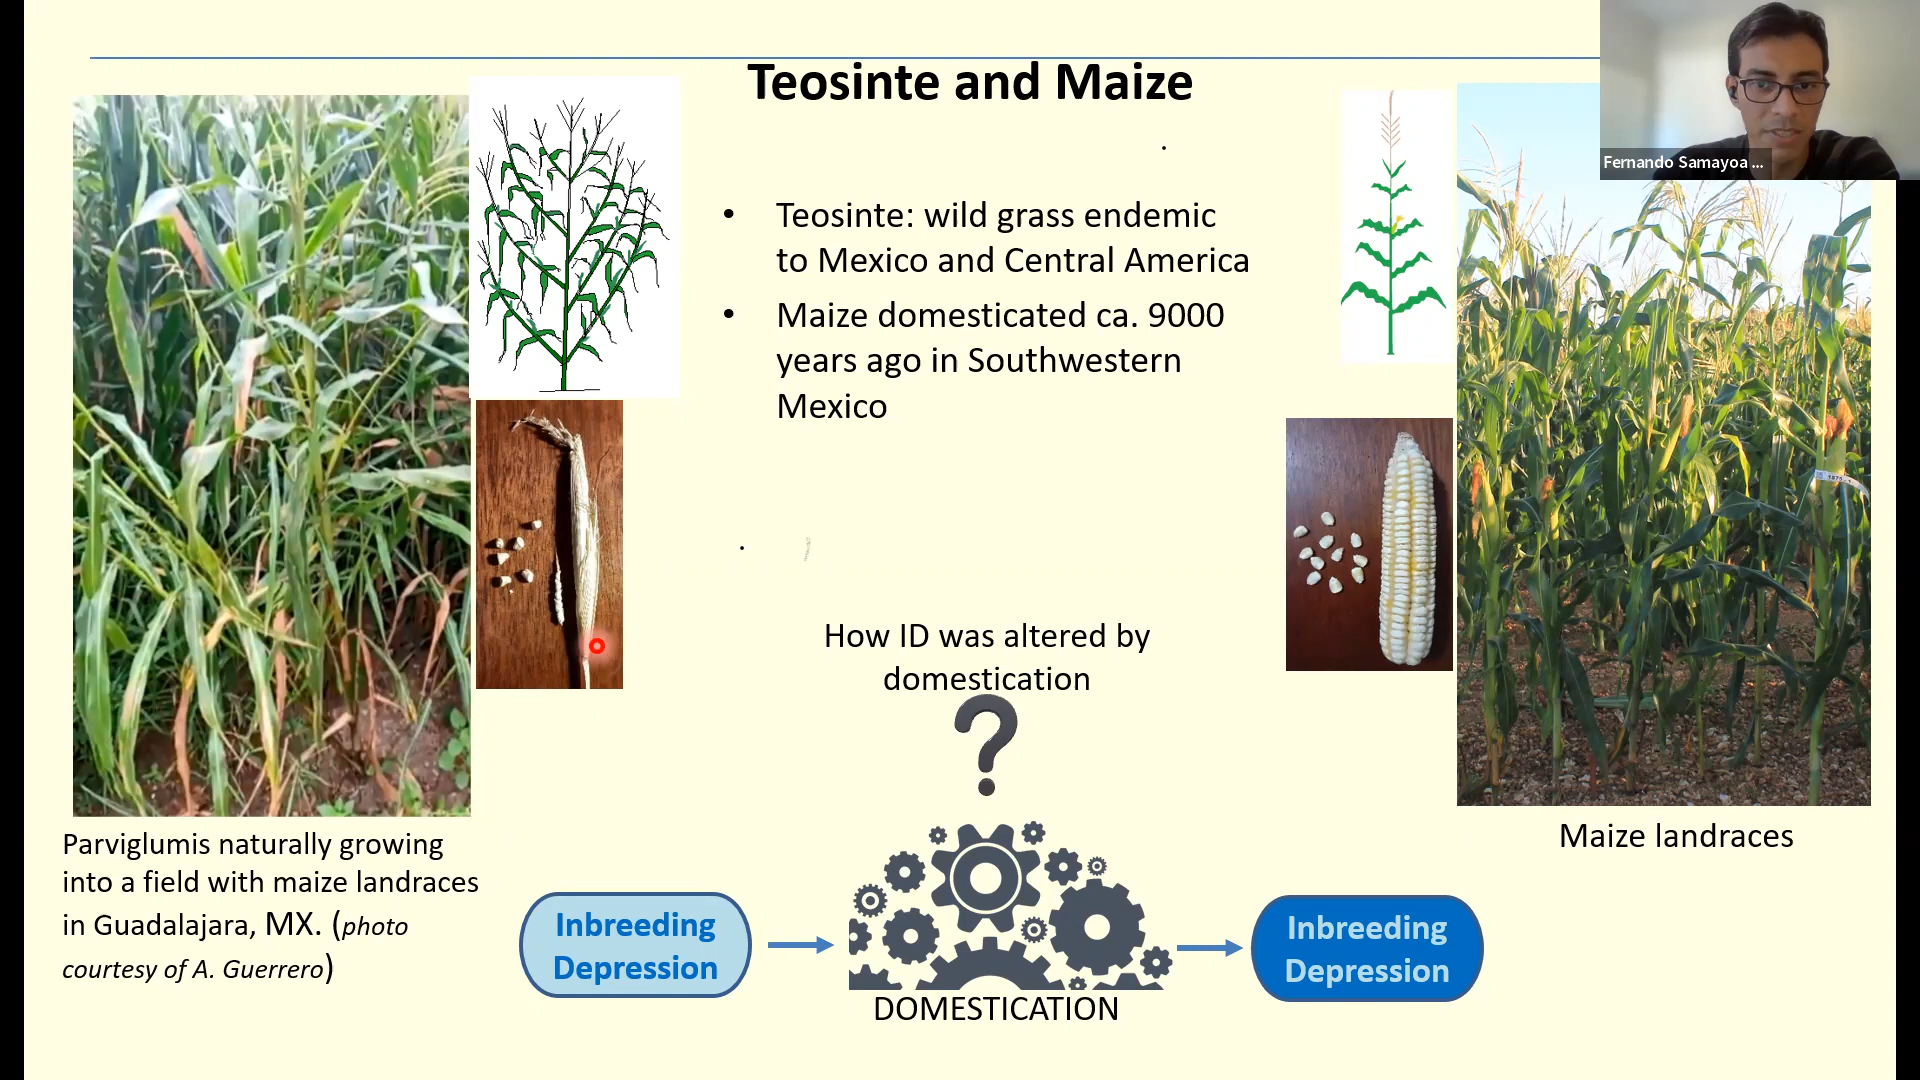 Teosinte and Maize
Fernando Samayoa ...
• Teosinte: wild grass endemic
to Mexico and Central America
• Maize domesticated ca. 9000
years ago in Southwestern
Mexico
How ID was altered by
domestication
?
Parviglumis naturally growing
into a field with maize landraces
in Guadalajara, MX. (photo
courtesy of A. Guerrero)
Maize landraces
Inbreeding
Depression
DOMESTICATION
Inbreeding
Depression